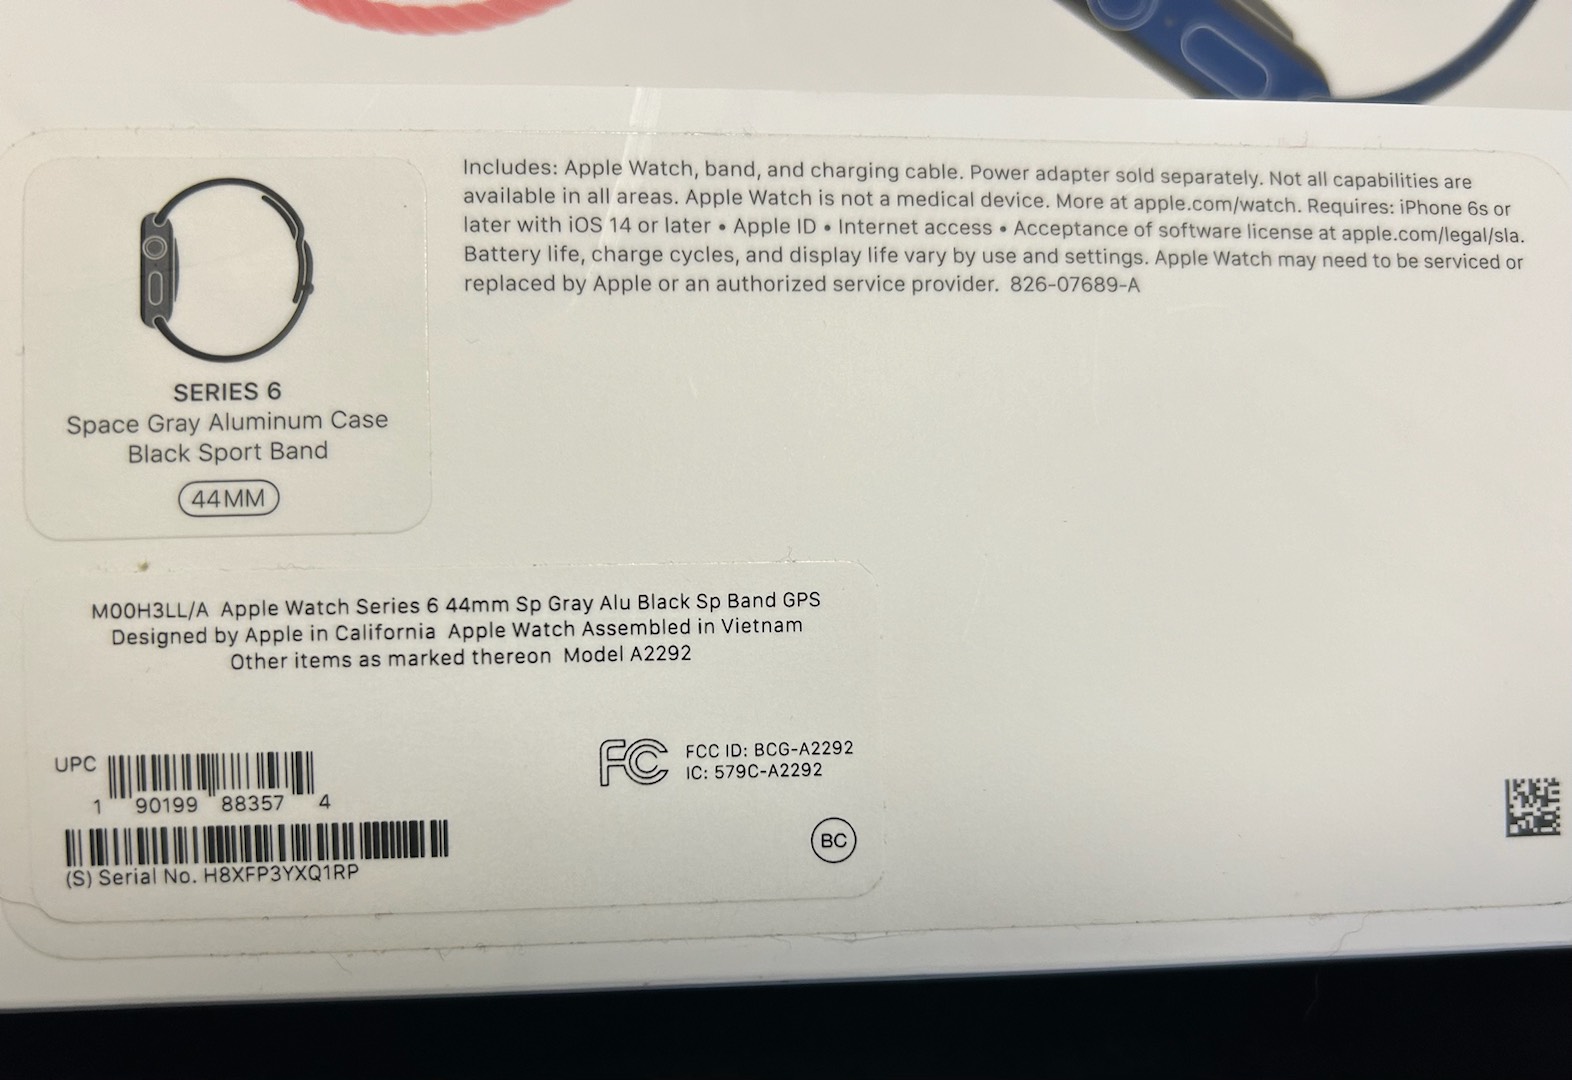 Includes: Apple Watch, band, and charging cable. Power adapter sold separately. Not all capabilities are
available in all areas. Apple Watch is not a medical device. More at apple.com/watch. Requires: iPhone 6s or
later with iOS 14 or later • Apple ID • Internet access • Acceptance of software license at apple.com/legal/sla.
Battery life, charge cycles, and display life vary by use and settings. Apple Watch may need to be serviced or
replaced by Apple or an authorized service provider. 826-07689-A
SERIES 6
Space Gray Aluminum Case
Black Sport Band
44MM
M00H3LL/A Apple Watch Series 6 44mm Sp Gray Alu Black Sp Band GPS
Designed by Apple in California Apple Watch Assembled in Vietnam
Other items as marked thereon Model A2292
UPC
1 90199 88357 4
(S) Serial No. H8XFP3YXQ1RP
FC FCC ID: BCG-A2292
IC: 579C-A2292
BC